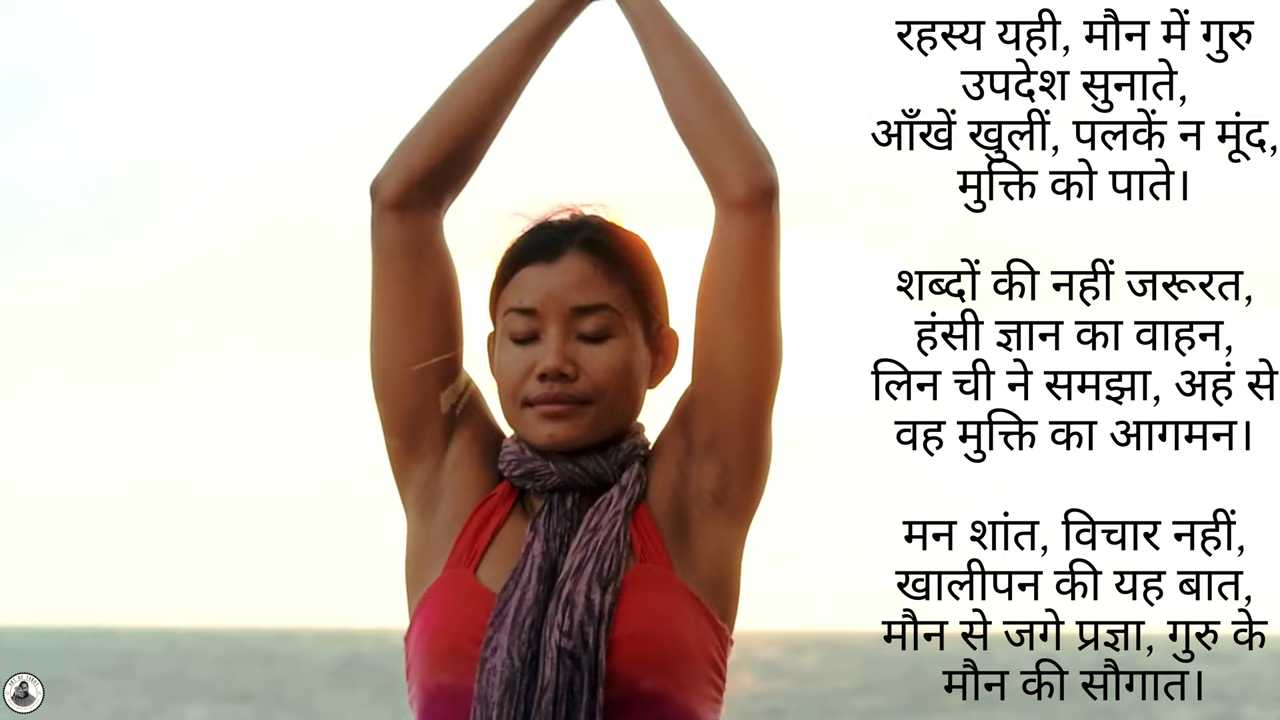 रहस्य यही, मौन में गुरु
उपदेश सुनाते,
आँखें खुलीं, पलकें न मूंद,
मुक्ति को पाते।
शब्दों की नहीं जरूरत,
हंसी ज्ञान का वाहन,
लिन ची ने समझा, अहं से
वह मुक्ति का आगमन।
मन शांत, विचार नहीं,
खालीपन की यह बात,
मौन से जगे प्रज्ञा, गुरु के
मौन की सौगात।